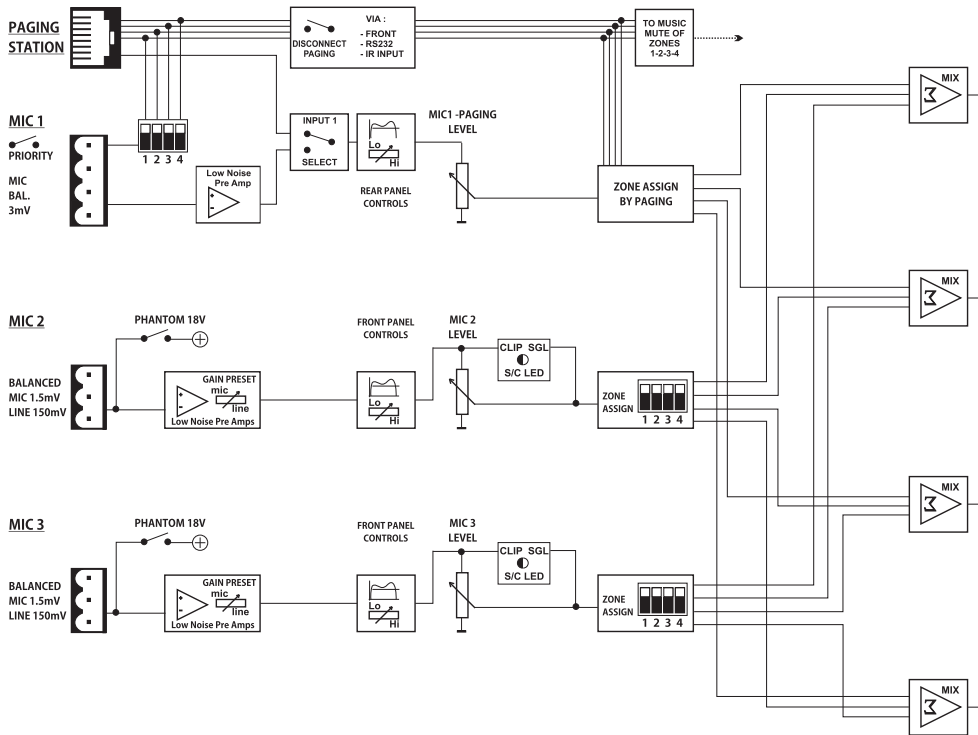 PAGING
STATION
DISCONNECT
PAGING
VIA :
- FRONT
- RS232
- IR INPUT
TO MUSIC
MUTE OF
ZONES
1-2-3-4
MIX
Σ
MIC 1
PRIORITY
MIC
BAL.
3mV
1 2 3 4
Low Noise
Pre Amp
+
-
INPUT 1
SELECT
Lo
Hi
REAR PANEL
CONTROLS
MIC1 -PAGING
LEVEL
ZONE ASSIGN
BY PAGING
MIX
Σ
MIC 2
PHANTOM 18V
+
BALANCED
MIC 1.5mV
LINE 150mV
GAIN PRESET
mic
line
+
-
Low Noise Pre Amps
FRONT PANEL
CONTROLS
Lo
Hi
MIC 2
LEVEL
CLIP SGL
S/C LED
ZONE
ASSIGN
1 2 3 4
MIX
Σ
MIC 3
PHANTOM 18V
+
BALANCED
MIC 1.5mV
LINE 150mV
GAIN PRESET
mic
line
+
-
Low Noise Pre Amps
FRONT PANEL
CONTROLS
Lo
Hi
MIC 3
LEVEL
CLIP SGL
S/C LED
ZONE
ASSIGN
1 2 3 4
MIX
Σ